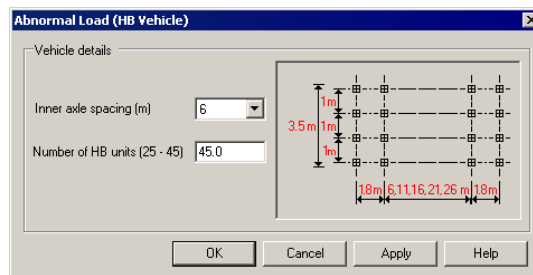 Abnormal Load (HB Vehicle)
Vehicle details
Inner axle spacing (m)
6
Number of HB units (25 - 45)
45.0
1m
3.5 m 1m
1m
1.8m 6,11,16,21,26 m 1.8m
OK Cancel Apply Help